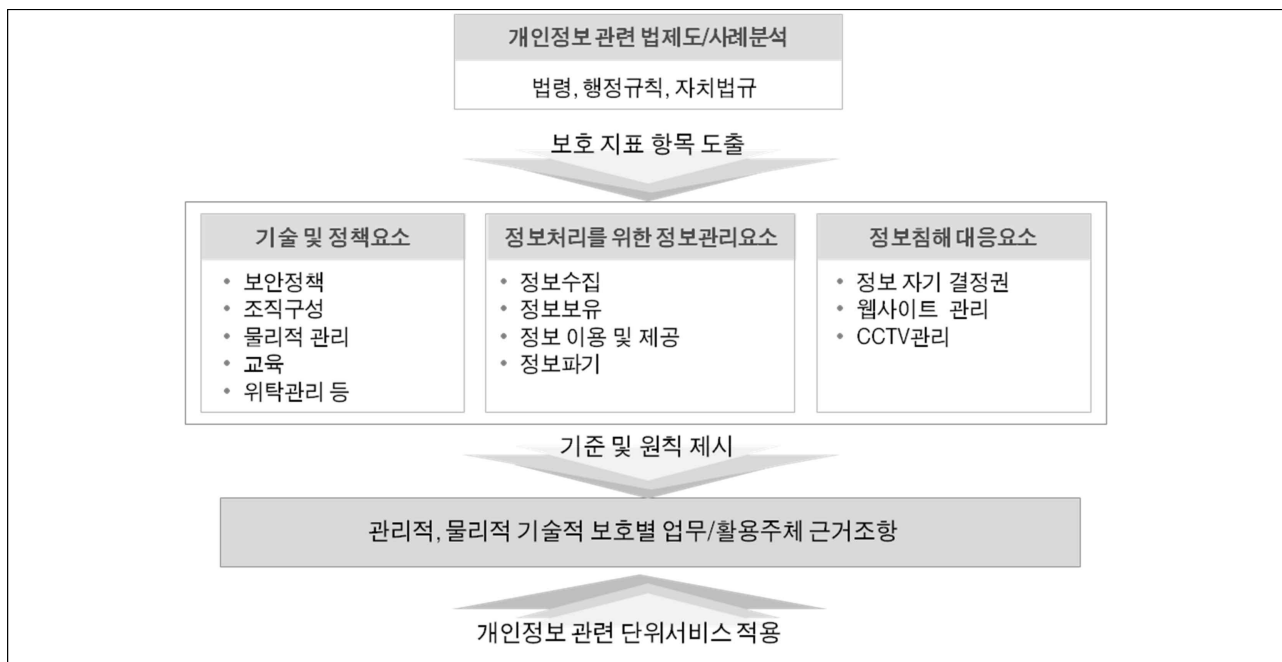 개인정보 관련 법제도/사례분석
법령, 행정규칙, 자치법규
보호 지표 항목 도출
기술 및 정책요소
• 보안정책
• 조직구성
• 물리적 관리
• 교육
• 위탁관리 등
정보처리를 위한 정보관리요소
• 정보수집
• 정보보유
• 정보 이용 및 제공
• 정보파기
정보침해 대응요소
• 정보 자기 결정권
• 웹사이트 관리
• CCTV관리
기준 및 원칙 제시
관리적, 물리적 기술적 보호별 업무/활용주체 근거조항
개인정보 관련 단위서비스 적용